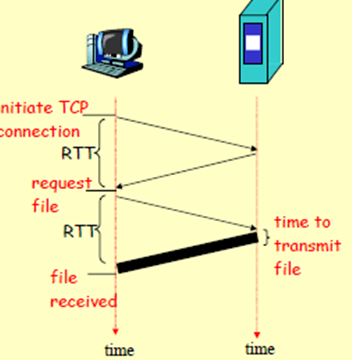 nitiate TCP
connection
RTT
request
file
RTT
time to
transmit
file
file
received
time
time